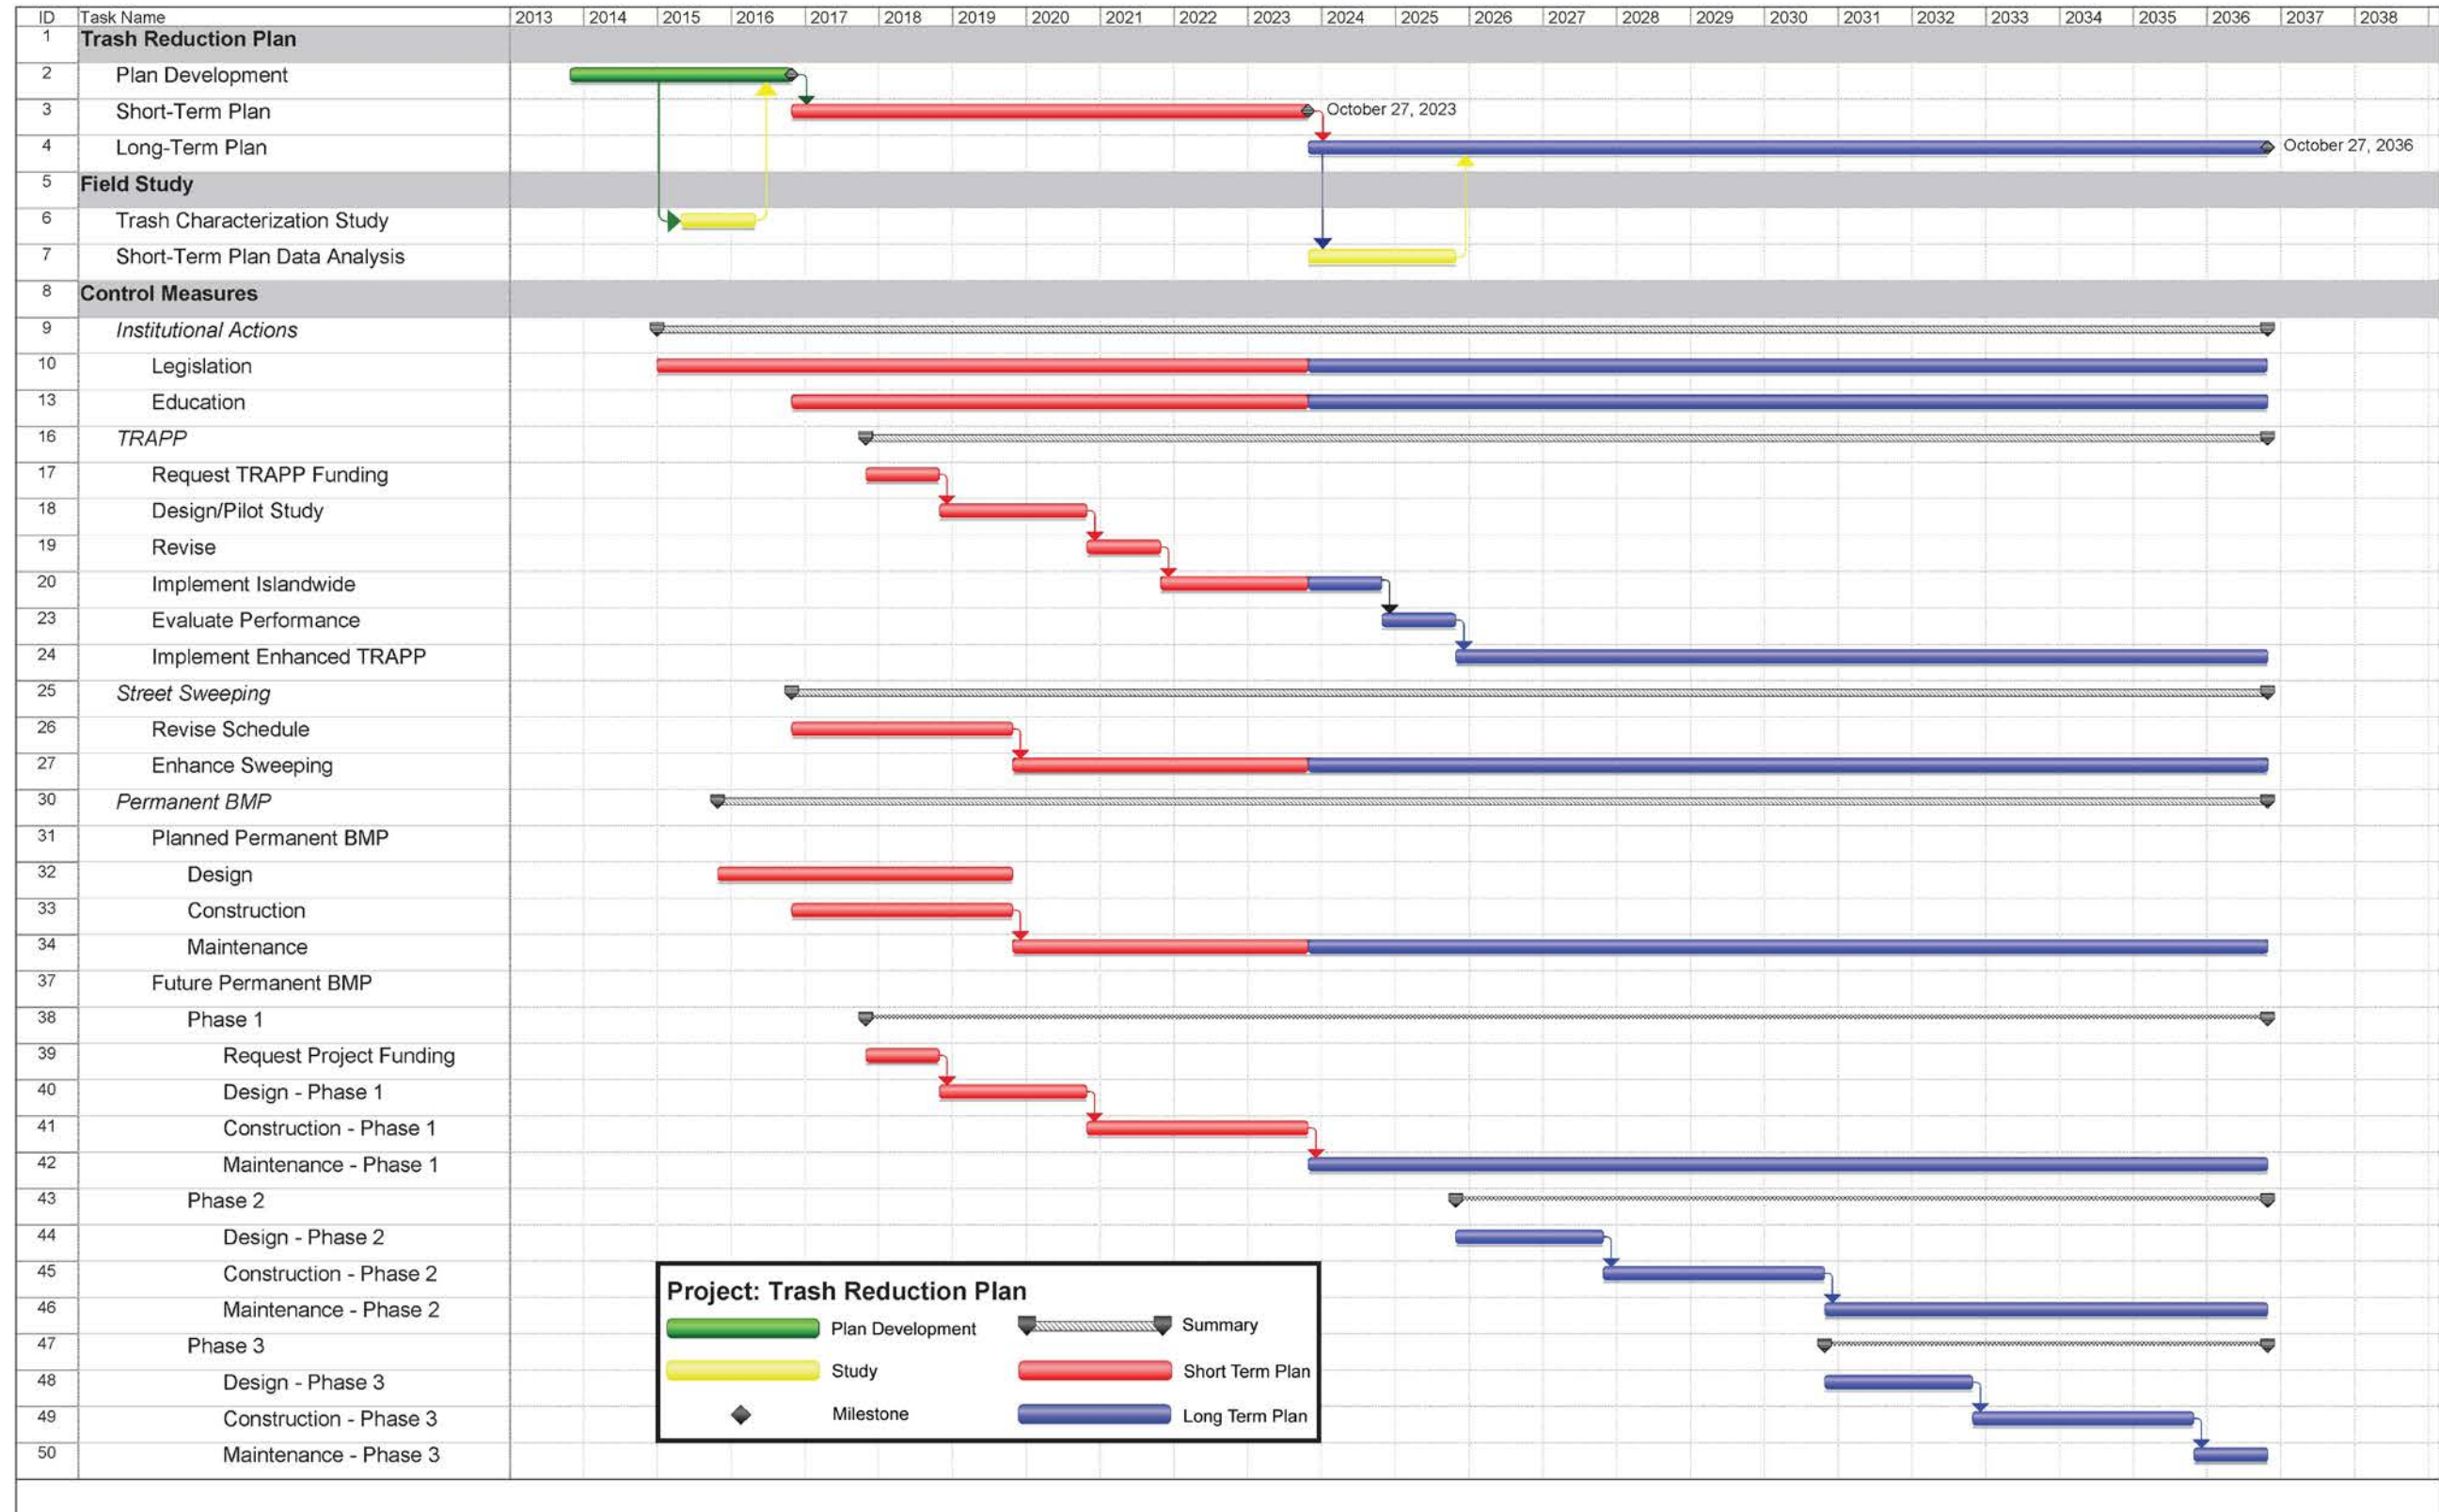 ID Task Name 2013 2014 2015 2016 2017 2018 2019 2020 2021 2022 2023 2024 2025 2026 2027 2028 2029 2030 2031 2032 2033 2034 2035 2036 2037 2038
1 Trash Reduction Plan
2 Plan Development
3 Short-Term Plan October 27, 2023
4 Long-Term Plan October 27, 2036
5 Field Study
6 Trash Characterization Study
7 Short-Term Plan Data Analysis
8 Control Measures
9 Institutional Actions
10 Legislation
13 Education
16 TRAPP
17 Request TRAPP Funding
18 Design/Pilot Study
19 Revise
20 Implement Islandwide
23 Evaluate Performance
24 Implement Enhanced TRAPP
25 Street Sweeping
26 Revise Schedule
27 Enhance Sweeping
30 Permanent BMP
31 Planned Permanent BMP
32 Design
33 Construction
34 Maintenance
37 Future Permanent BMP
38 Phase 1
39 Request Project Funding
40 Design - Phase 1
41 Construction - Phase 1
42 Maintenance - Phase 1
43 Phase 2
44 Design - Phase 2
45 Construction - Phase 2
46 Maintenance - Phase 2
47 Phase 3
48 Design - Phase 3
49 Construction - Phase 3
50 Maintenance - Phase 3
Project: Trash Reduction Plan
Plan Development Summary
Study Short Term Plan
Milestone Long Term Plan